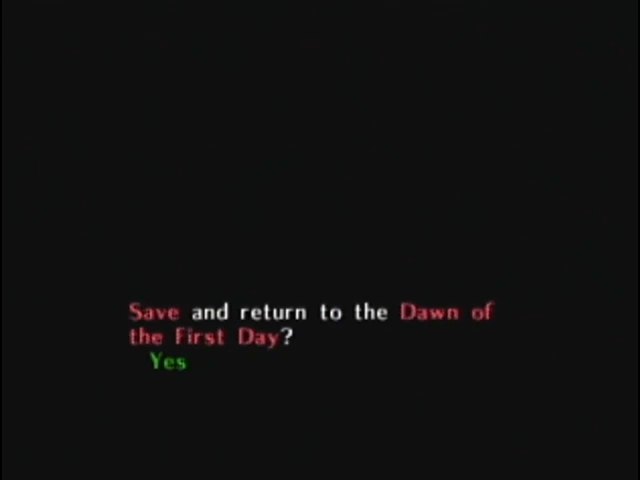 Save and return to the Dawn of
the First Day?
Yes